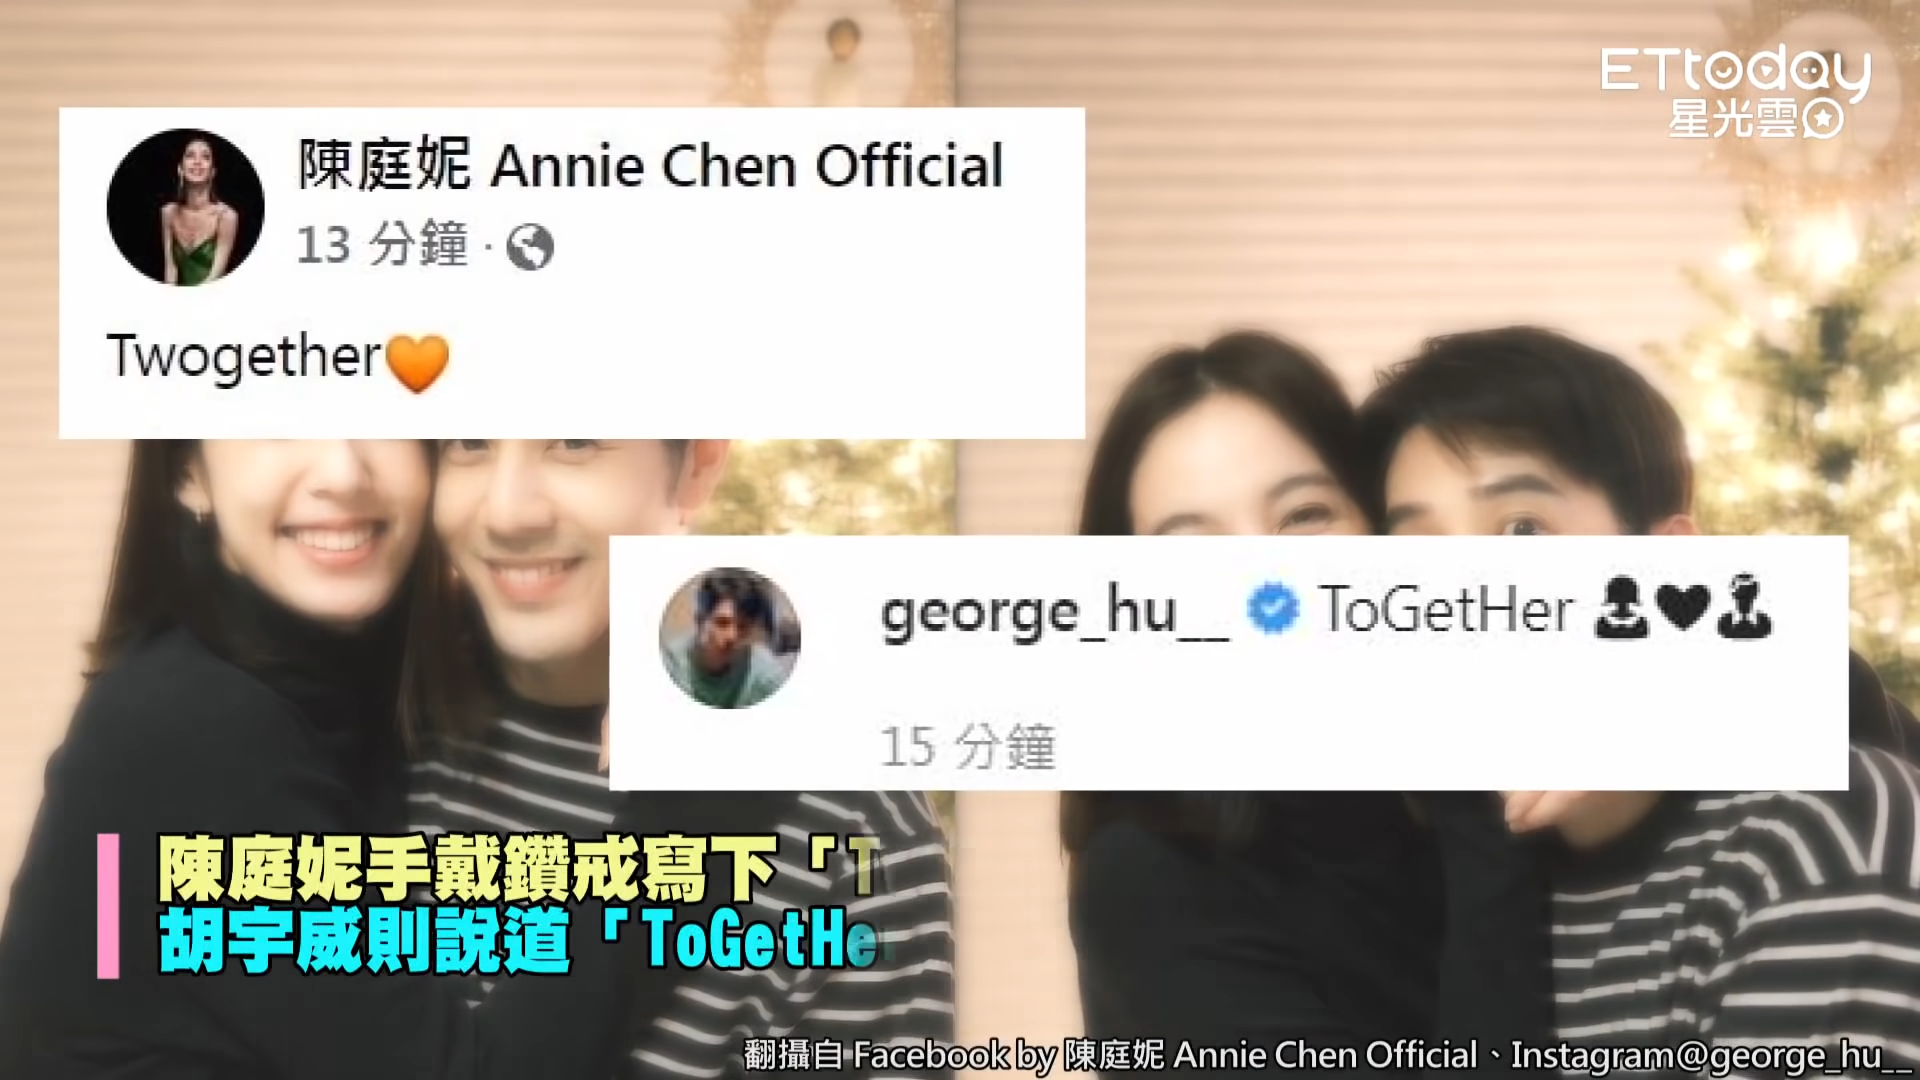 ETtoday
星光雲
陳庭妮 Annie Chen Official
13 分鐘 ·
Twogether🧡
george_hu__ ToGetHer
15 分鐘
陳庭妮手戴鑽戒寫下「T
胡宇威則說道「ToGetHe
翻攝自 Facebook by 陳庭妮 Annie Chen Official、Instagram@george_hu__